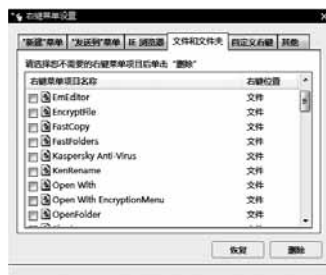 右键菜单设置
"新建"菜单 "发送到"菜单 IE 浏览器 文件和文件夹 自定义右键 其他
请选择您不需要的右键菜单项目后单击 "删除"
右键菜单项目名称 右键位置
EmEditor 文件
EncryptFile 文件
FastCopy 文件
FastFolders 文件
Kaspersky Anti-Virus 文件
KenRename 文件
Open With 文件
Open With EncryptionMenu 文件
OpenFolder 文件
恢复 删除